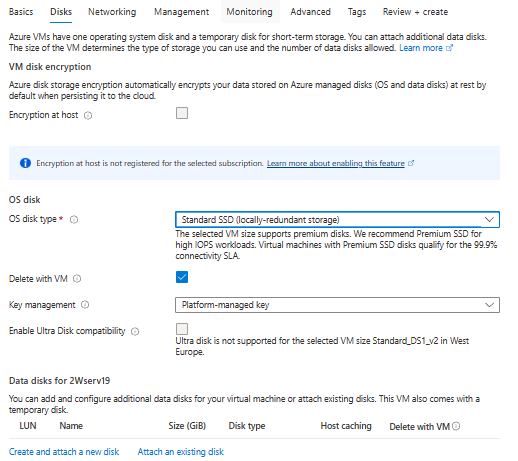 Basics Disks Networking Management Monitoring Advanced Tags Review + create
Azure VMs have one operating system disk and a temporary disk for short-term storage. You can attach additional data disks.
The size of the VM determines the type of storage you can use and the number of data disks allowed. Learn more
VM disk encryption
Azure disk storage encryption automatically encrypts your data stored on Azure managed disks (OS and data disks) at rest by
default when persisting it to the cloud.
Encryption at host
Encryption at host is not registered for the selected subscription. Learn more about enabling this feature
OS disk
OS disk type * Standard SSD (locally-redundant storage)
The selected VM size supports premium disks. We recommend Premium SSD for
high IOPS workloads. Virtual machines with Premium SSD disks qualify for the 99.9%
connectivity SLA.
Delete with VM
Key management Platform-managed key
Enable Ultra Disk compatibility
Ultra disk is not supported for the selected VM size Standard_DS1_v2 in West
Europe.
Data disks for 2Wserv19
You can add and configure additional data disks for your virtual machine or attach existing disks. This VM also comes with a
temporary disk.
LUN Name Size (GiB) Disk type Host caching Delete with VM
Create and attach a new disk Attach an existing disk